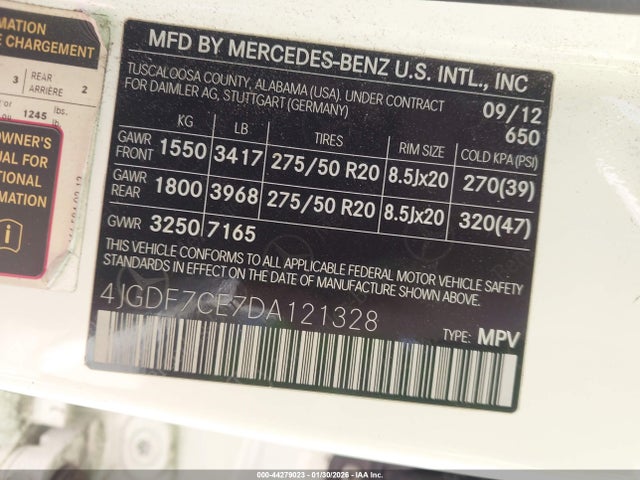 MATION
E CHARGEMENT
3 REAR ARRIÈRE 2
or
ou 1245 lbs.
OWNER'S
UAL FOR
ITIONAL
MATION
MFD BY MERCEDES-BENZ U.S. INTL., INC
TUSCALOOSA COUNTY, ALABAMA (USA). UNDER CONTRACT
FOR DAIMLER AG, STUTTGART (GERMANY)
09/12
650
KG LB TIRES RIM SIZE COLD KPA (PSI)
GAWR FRONT 1550 3417 275/50 R20 8.5Jx20 270(39)
GAWR REAR 1800 3968 275/50 R20 8.5Jx20 320(47)
GVWR 3250 7165
THIS VEHICLE CONFORMS TO ALL APPLICABLE FEDERAL MOTOR VEHICLE SAFETY
STANDARDS IN EFFECT ON THE DATE OF MANUFACTURE SHOWN ABOVE.
4JGDF7CE7DA121328
TYPE: MPV
000-44279023 — 01/30/2026 — IAA Inc.